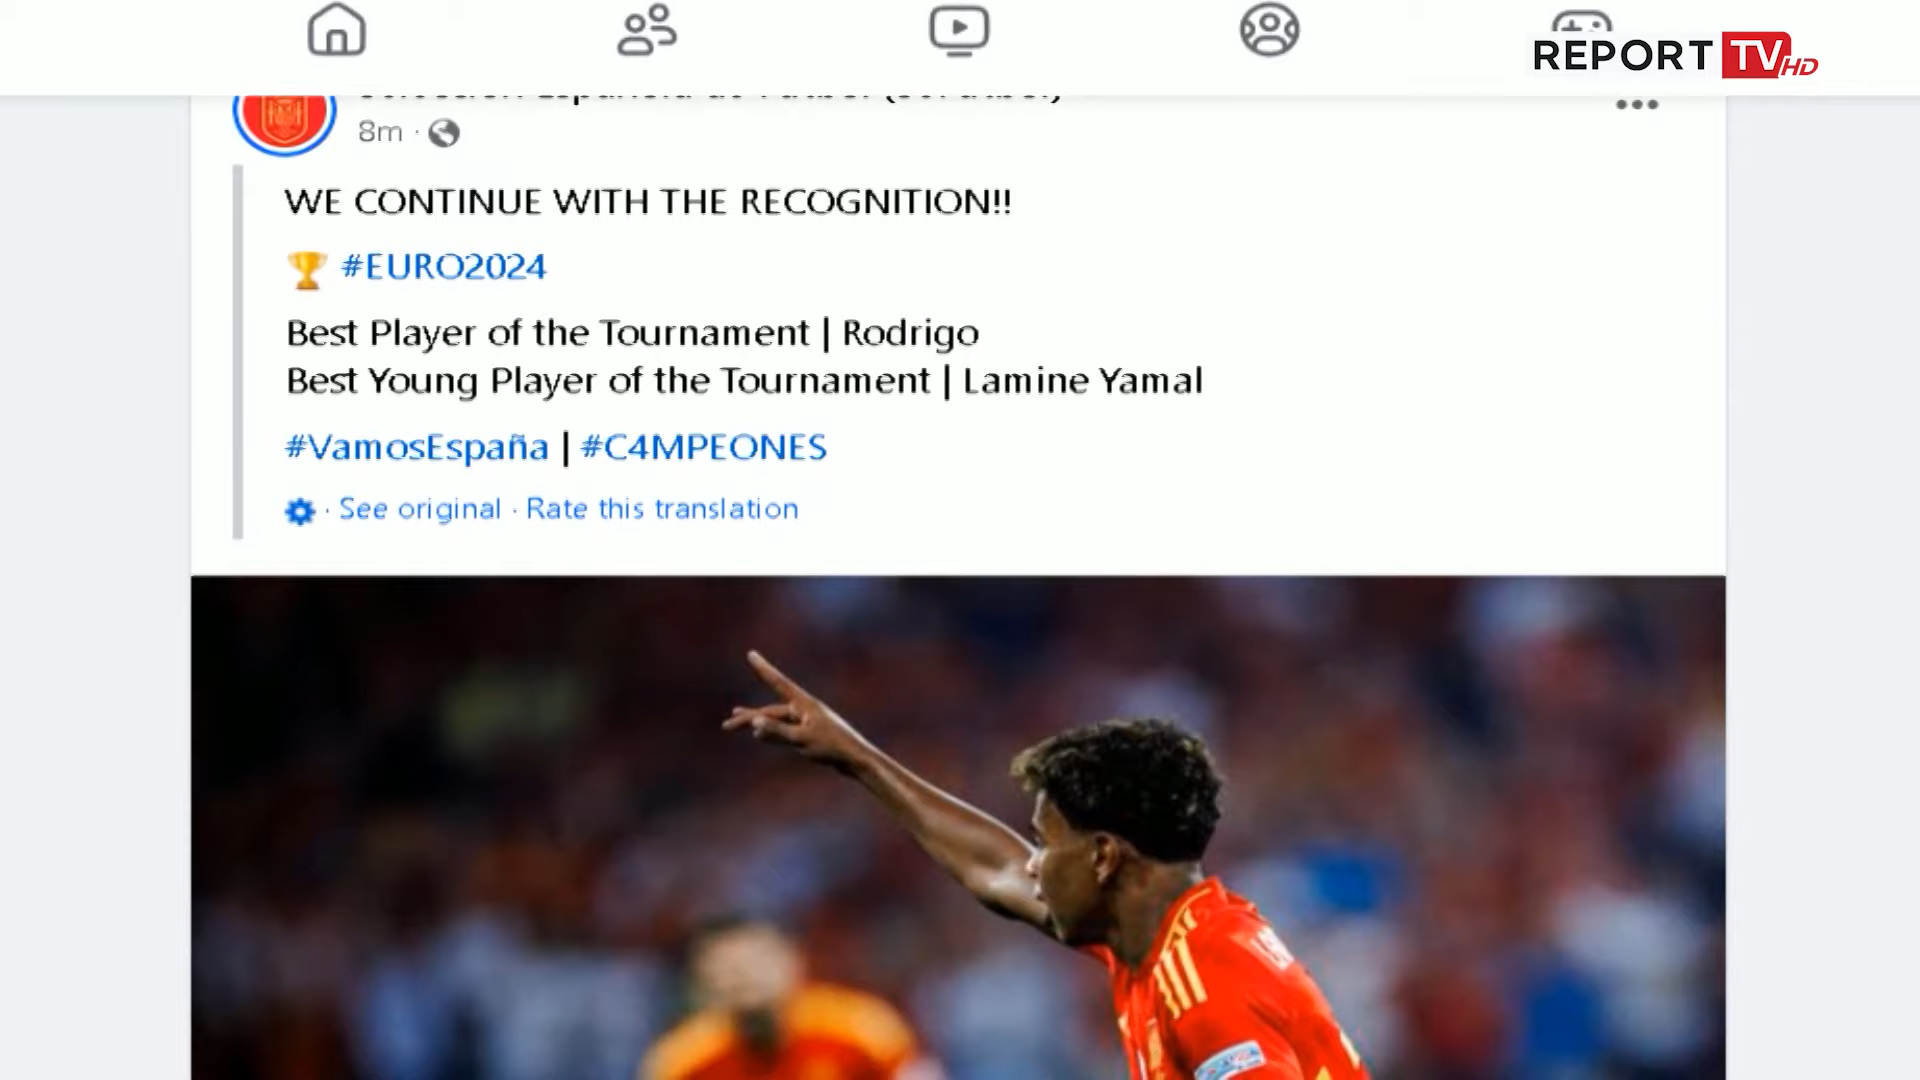 REPORT TV HD
8m ·
WE CONTINUE WITH THE RECOGNITION!!
#EURO2024
Best Player of the Tournament | Rodrigo
Best Young Player of the Tournament | Lamine Yamal
#VamosEspaña | #C4MPEONES
· See original · Rate this translation